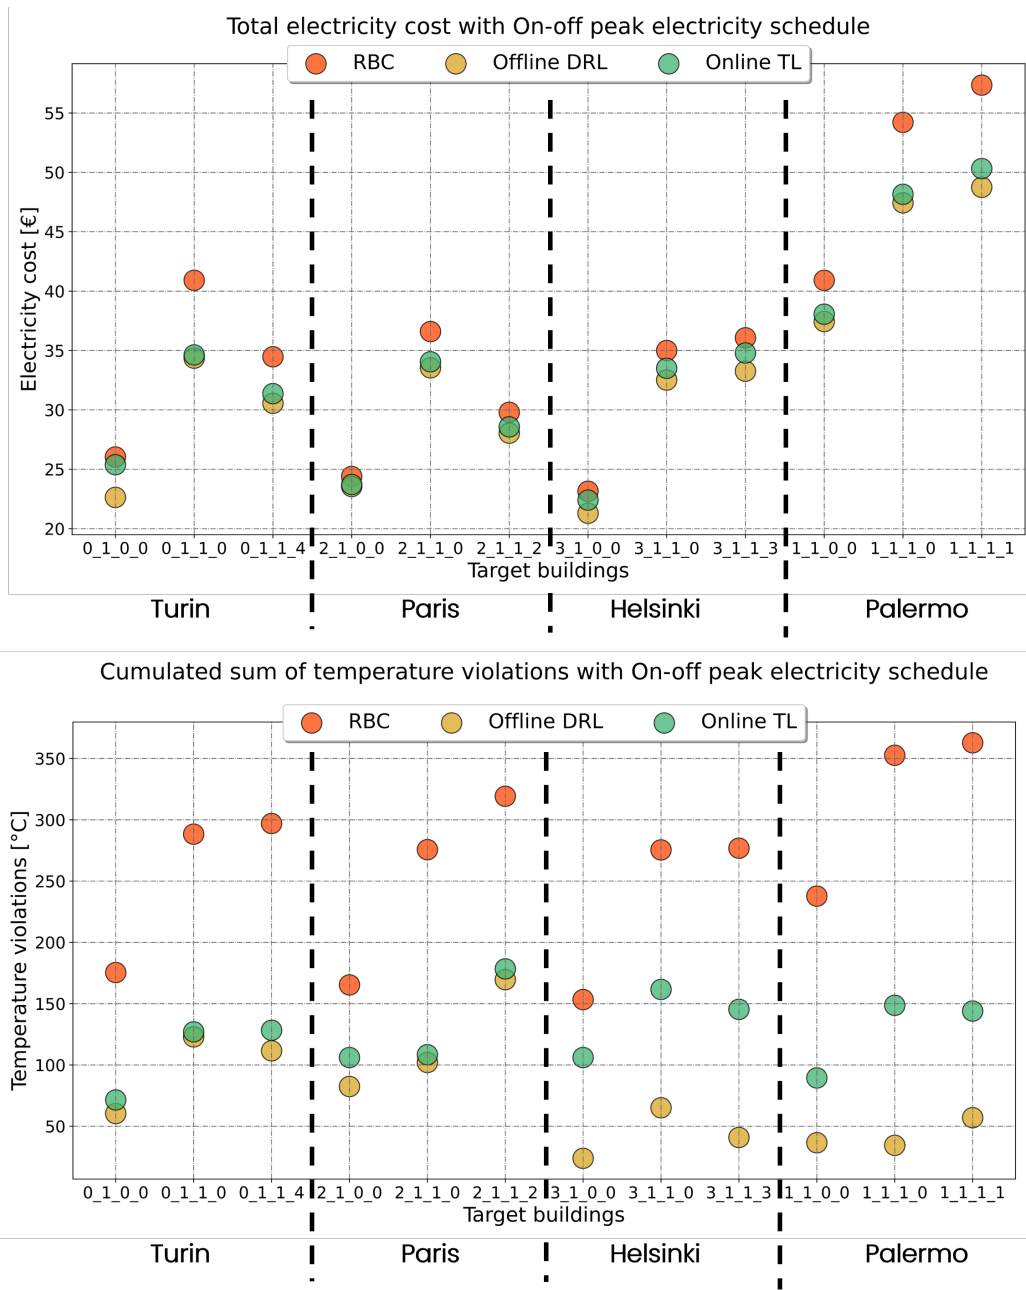 Total electricity cost with On-off peak electricity schedule
RBC Offline DRL Online TL
Electricity cost [€]
55
50
45
40
35
30
25
20
0_1_0_0 0_1_1_0 0_1_1_4 2_1_0_0 2_1_1_0 2_1_1_2 3_1_0_0 3_1_1_0 3_1_1_3 1_1_0_0 1_1_1_0 1_1_1_1
Target buildings
Turin Paris Helsinki Palermo
Cumulated sum of temperature violations with On-off peak electricity schedule
RBC Offline DRL Online TL
Temperature violations [°C]
350
300
250
200
150
100
50
0_1_0_0 0_1_1_0 0_1_1_4 2_1_0_0 2_1_1_0 2_1_1_2 3_1_0_0 3_1_1_0 3_1_1_3 1_1_0_0 1_1_1_0 1_1_1_1
Target buildings
Turin Paris Helsinki Palermo